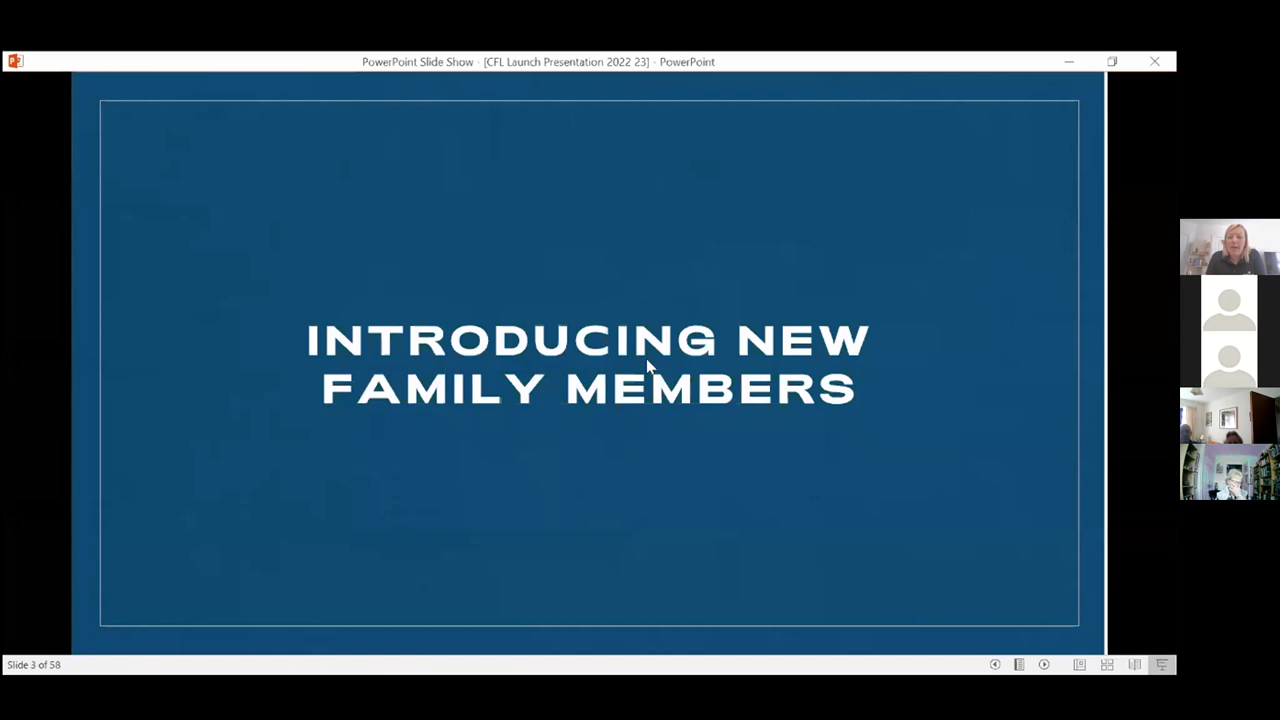 PowerPoint Slide Show - [CFL Launch Presentation 2022 23] - PowerPoint
INTRODUCING NEW
FAMILY MEMBERS
Slide 3 of 58